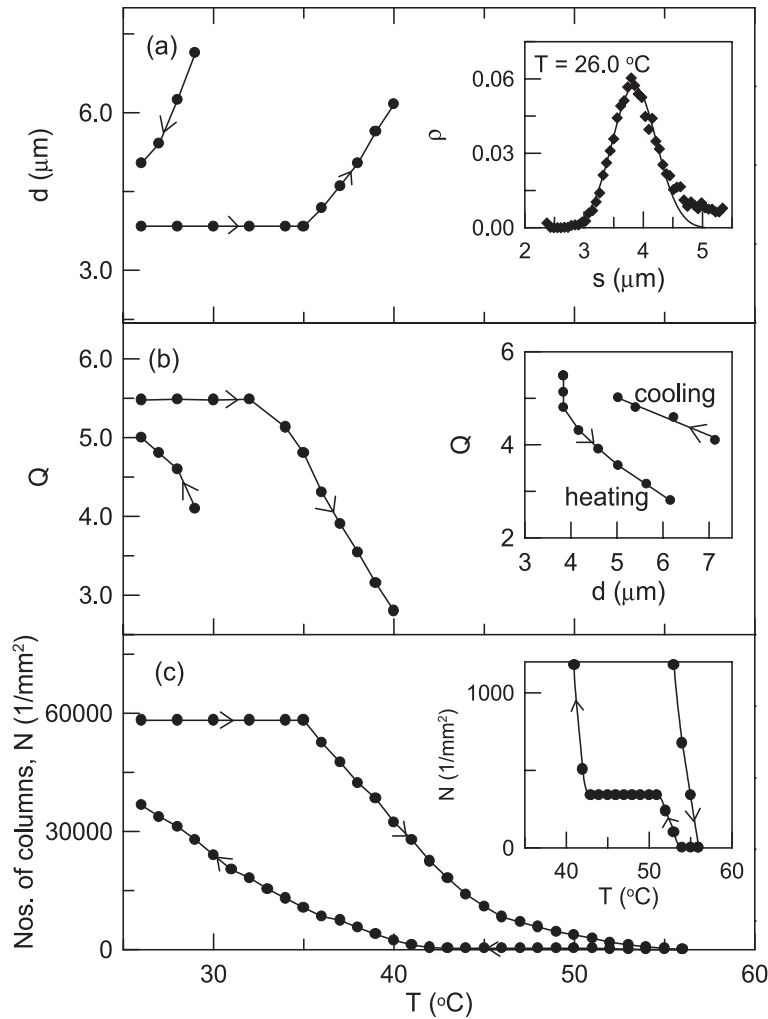 (a)
6.0
3.0
d (μm)
T = 26.0 °C
0.06
0.03
0.00
ρ
2 3 4 5
s (μm)
(b)
6.0
5.0
4.0
3.0
Q
6
4
2
Q
cooling
heating
3 4 5 6 7
d (μm)
(c)
60000
30000
0
Nos. of columns, N (1/mm²)
1000
0
N (1/mm²)
40 50 60
T (°C)
30 40 50 60
T (°C)